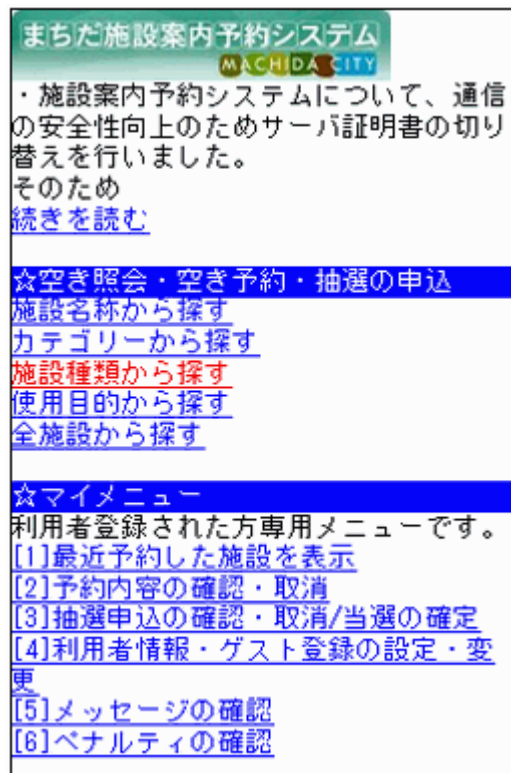 まちだ施設案内予約システム
MACHIDA CITY
・施設案内予約システムについて、通信
の安全性向上のためサーバ証明書の切り
替えを行いました。
そのため
続きを読む
☆空き照会・空き予約・抽選の申込
施設名称から探す
カテゴリーから探す
施設種類から探す
使用目的から探す
全施設から探す
☆マイメニュー
利用者登録された方専用メニューです。
[1]最近予約した施設を表示
[2]予約内容の確認・取消
[3]抽選申込の確認・取消/当選の確定
[4]利用者情報・ゲスト登録の設定・変
更
[5]メッセージの確認
[6]ペナルティの確認